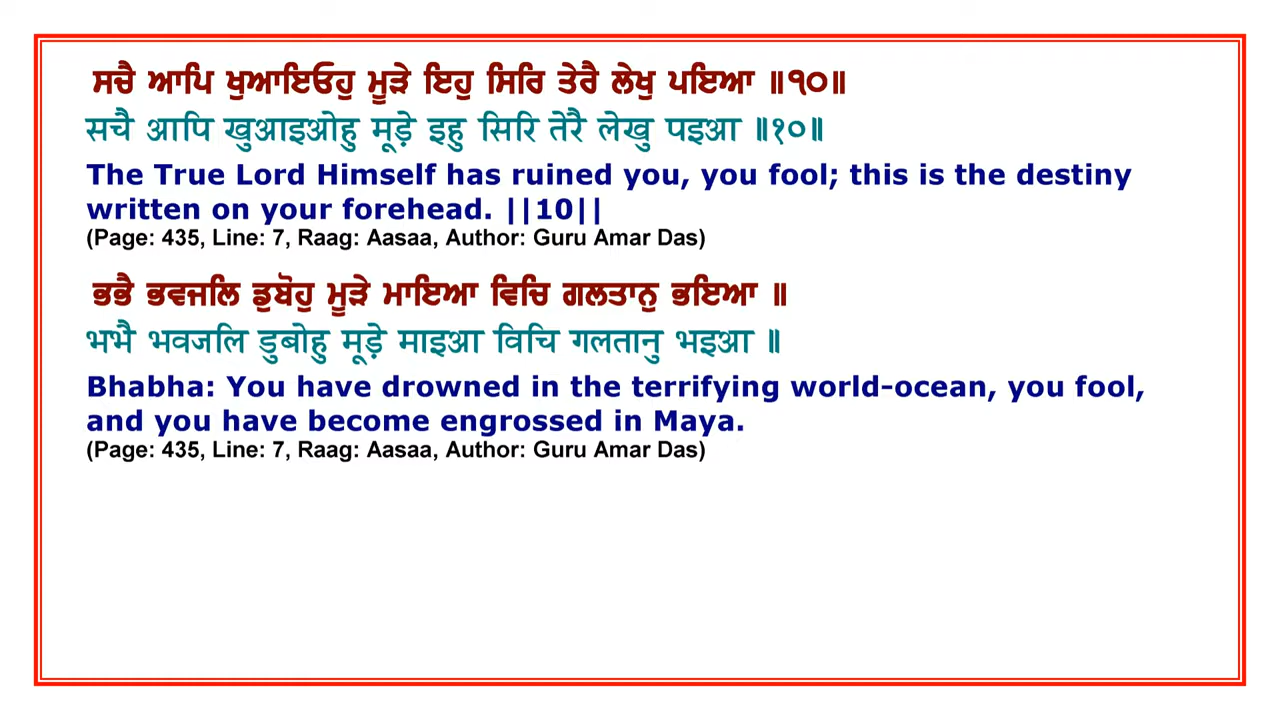 ਸਚੈ ਆਪਿ ਖੁਆਇਓਹੁ ਮੂੜੇ ਇਹੁ ਸਿਰਿ ਤੇਰੈ ਲੇਖੁ ਪਇਆ ॥੧੦॥
सचै आपि खुआइओहु मूड़े इहु सिरि तेरै लेखु पइआ ॥१०॥
The True Lord Himself has ruined you, you fool; this is the destiny
written on your forehead. ||10||
(Page: 435, Line: 7, Raag: Aasaa, Author: Guru Amar Das)
ਭਭੈ ਭਵਜਲਿ ਡੁਬੋਹੁ ਮੂੜੇ ਮਾਇਆ ਵਿਚਿ ਗਲਤਾਨੁ ਭਇਆ ॥
भभै भवजलि डुबोहु मूड़े माइआ विचि गलतानु भइआ ॥
Bhabha: You have drowned in the terrifying world-ocean, you fool,
and you have become engrossed in Maya.
(Page: 435, Line: 7, Raag: Aasaa, Author: Guru Amar Das)